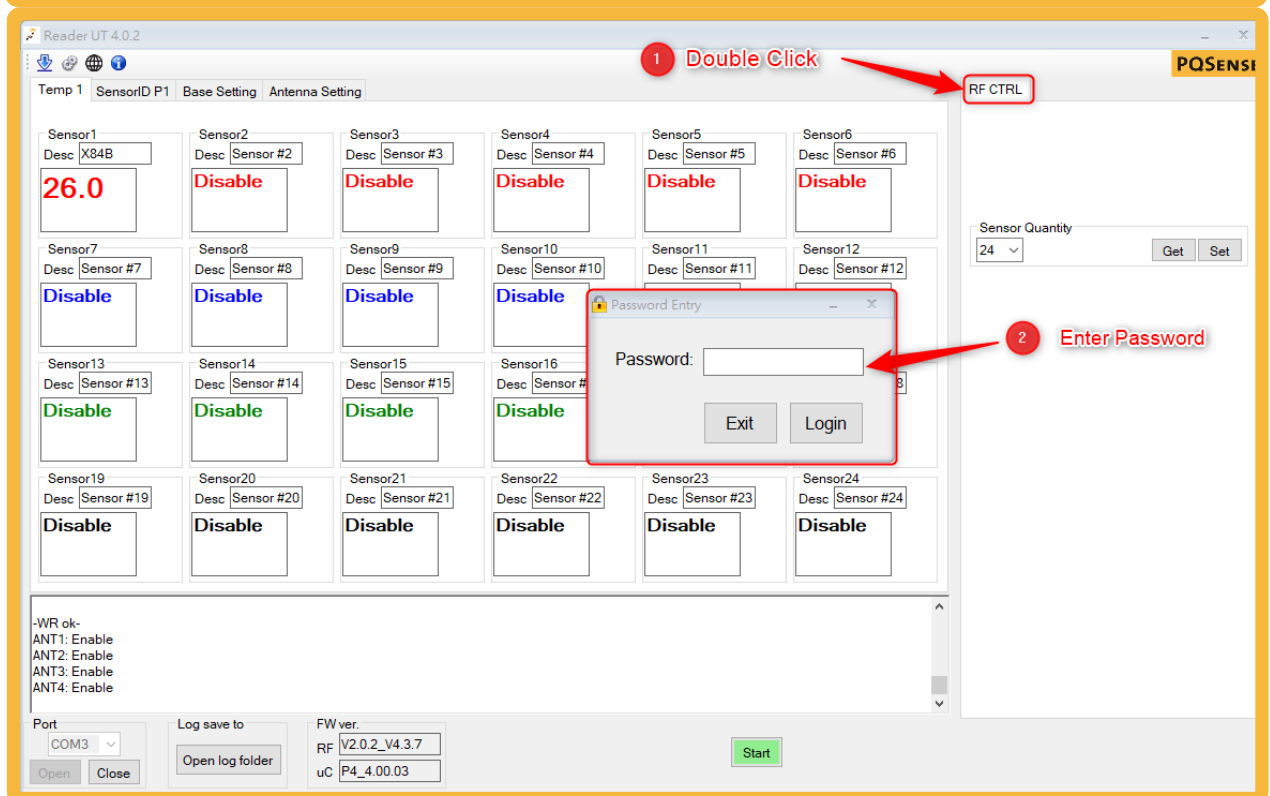 Reader UT 4.0.2
1 Double Click
PQSENSE
Temp 1 SensorID P1 Base Setting Antenna Setting
RF CTRL
Sensor1 Sensor2 Sensor3 Sensor4 Sensor5 Sensor6
Desc X84B Desc Sensor #2 Desc Sensor #3 Desc Sensor #4 Desc Sensor #5 Desc Sensor #6
26.0 Disable Disable Disable Disable Disable
Sensor Quantity
24 Get Set
Sensor7 Sensor8 Sensor9 Sensor10 Sensor11 Sensor12
Desc Sensor #7 Desc Sensor #8 Desc Sensor #9 Desc Sensor #10 Desc Sensor #11 Desc Sensor #12
Disable Disable Disable Disable
Password Entry
2 Enter Password
Password:
Exit Login
Sensor13 Sensor14 Sensor15 Sensor16
Desc Sensor #13 Desc Sensor #14 Desc Sensor #15 Desc Sensor #
Disable Disable Disable Disable
Sensor19 Sensor20 Sensor21 Sensor22 Sensor23 Sensor24
Desc Sensor #19 Desc Sensor #20 Desc Sensor #21 Desc Sensor #22 Desc Sensor #23 Desc Sensor #24
Disable Disable Disable Disable Disable Disable
-WR ok-
ANT1: Enable
ANT2: Enable
ANT3: Enable
ANT4: Enable
Port Log save to FW ver.
COM3
Open Close
Open log folder
RF V2.0.2_V4.3.7
uC P4_4.00.03
Start